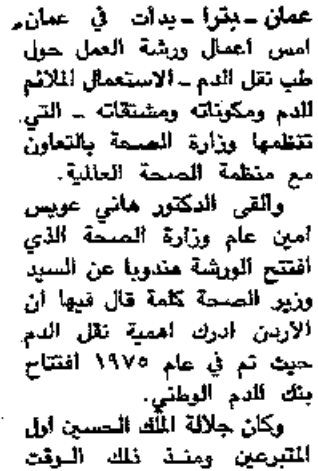 عمان - بترا - بدأت في عمان
امس اعمال ورشة العمل حول
طب نقل الدم - الاستعمال الملائم
للدم ومكوناته ومشتقاته - التي
تنظمها وزارة الصحة بالتعاون
مع منظمة الصحة العالمية.
والقى الدكتور هاني عويس
امين عام وزارة الصحة الذي
افتتح الورشة مندوبا عن السيد
وزير الصحة كلمة قال فيها ان
الاردن ادرك اهمية نقل الدم
حيث تم في عام ١٩٧٥ افتتاح
بنك للدم الوطني.
وكان جلالة الملك الحسين اول
المتبرعين ومنذ ذلك الوقت